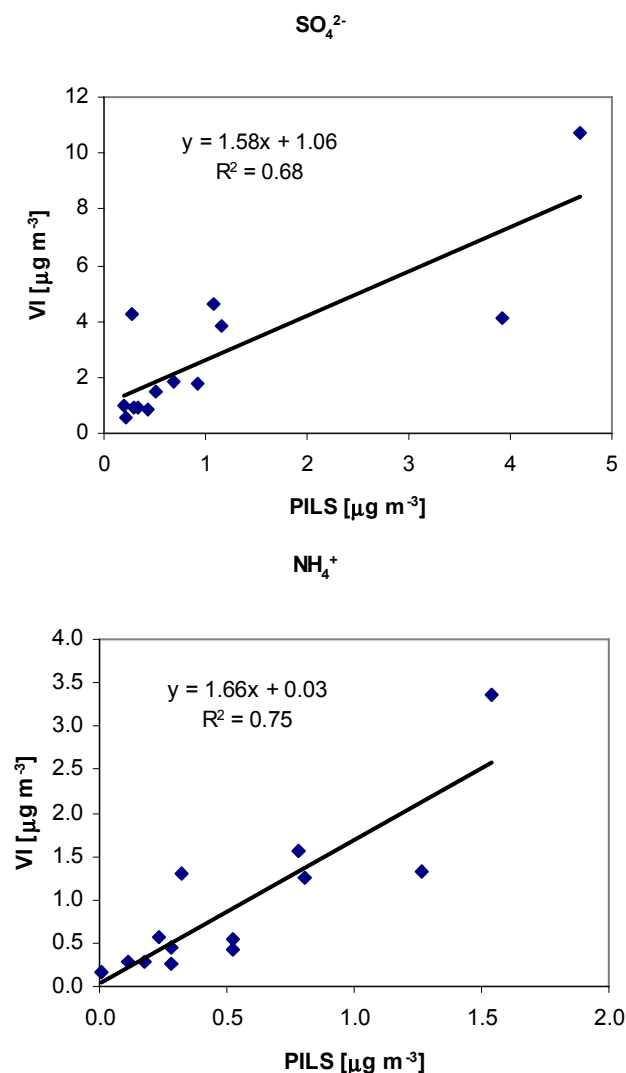 SO₄²⁻
12
10
8
6
4
2
0
VI [µg m⁻³]
y = 1.58x + 1.06
R² = 0.68
0 1 2 3 4 5
PILS [µg m⁻³]
NH₄⁺
4.0
3.5
3.0
2.5
2.0
1.5
1.0
0.5
0.0
VI [µg m⁻³]
y = 1.66x + 0.03
R² = 0.75
0.0 0.5 1.0 1.5 2.0
PILS [µg m⁻³]